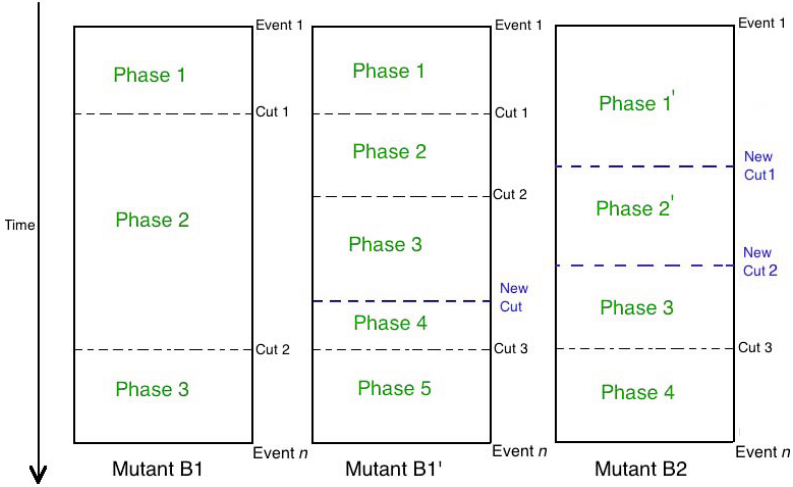 Time
Event 1
Phase 1
Cut 1
Phase 2
Cut 2
Phase 3
Event n
Mutant B1
Event 1
Phase 1
Cut 1
Phase 2
Cut 2
Phase 3
New
Cut
Phase 4
Cut 3
Phase 5
Event n
Mutant B1'
Event 1
Phase 1'
New
Cut 1
Phase 2'
New
Cut 2
Phase 3
Cut 3
Phase 4
Event n
Mutant B2